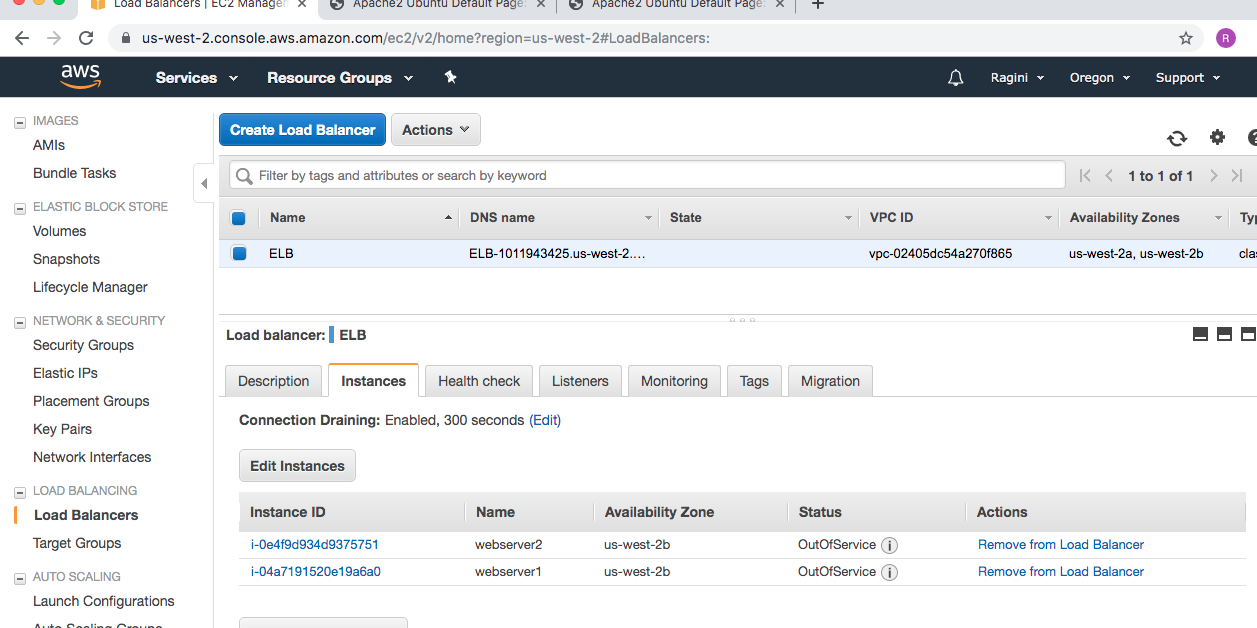 Load Balancers | EC2 Manager
Apache2 Ubuntu Default Page:
Apache2 Ubuntu Default Page:
us-west-2.console.aws.amazon.com/ec2/v2/home?region=us-west-2#LoadBalancers:
R
aws
Services
Resource Groups
Ragini
Oregon
Support
IMAGES
AMIs
Bundle Tasks
ELASTIC BLOCK STORE
Volumes
Snapshots
Lifecycle Manager
NETWORK & SECURITY
Security Groups
Elastic IPs
Placement Groups
Key Pairs
Network Interfaces
LOAD BALANCING
Load Balancers
Target Groups
AUTO SCALING
Launch Configurations
Auto Scaling Groups
Create Load Balancer
Actions
Filter by tags and attributes or search by keyword
1 to 1 of 1
Name DNS name State VPC ID Availability Zones Typ
ELB ELB-1011943425.us-west-2.... vpc-02405dc54a270f865 us-west-2a, us-west-2b clas
Load balancer: ELB
Description Instances Health check Listeners Monitoring Tags Migration
Connection Draining: Enabled, 300 seconds (Edit)
Edit Instances
Instance ID Name Availability Zone Status Actions
i-0e4f9d934d9375751 webserver2 us-west-2b OutOfService i Remove from Load Balancer
i-04a7191520e19a6a0 webserver1 us-west-2b OutOfService i Remove from Load Balancer